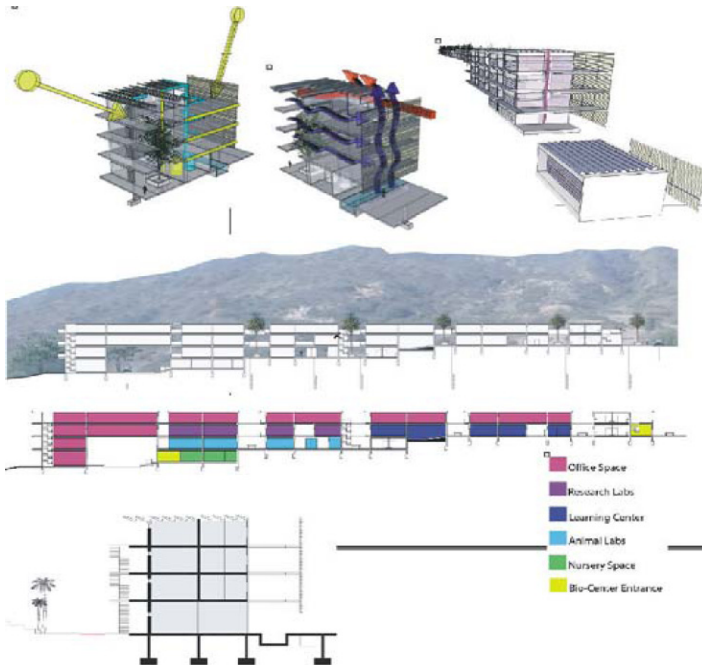 Office Space
Research Labs
Learning Center
Animal Labs
Nursery Space
Bio-Center Entrance